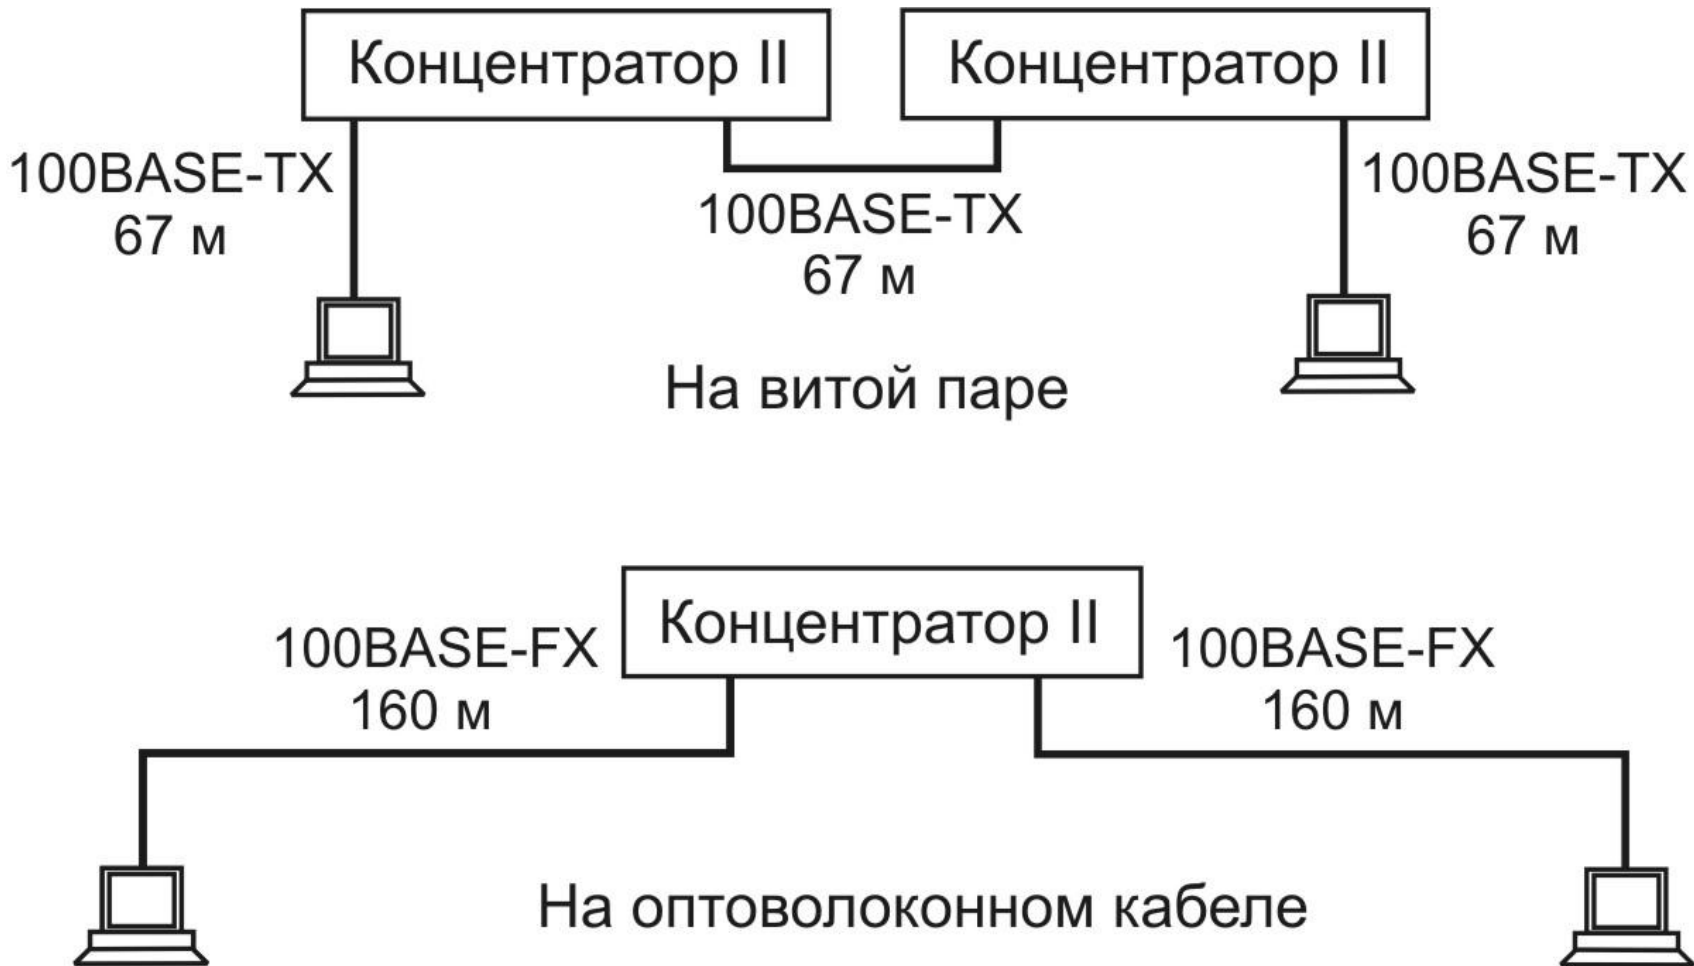 Концентратор II
Концентратор II
100BASE-TX
67 м
100BASE-TX
67 м
100BASE-TX
67 м
На витой паре
Концентратор II
100BASE-FX
160 м
100BASE-FX
160 м
На оптоволоконном кабеле